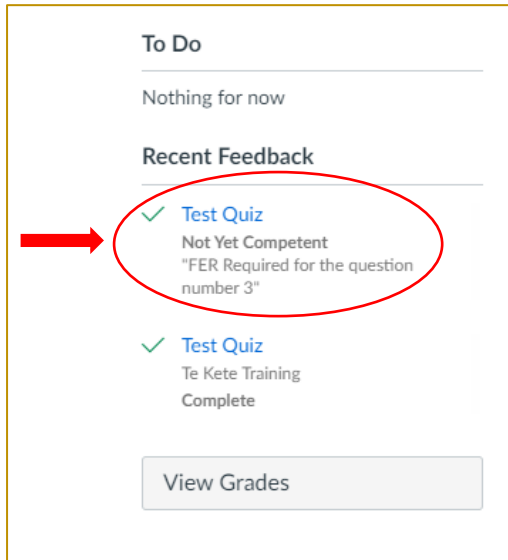 To Do
Nothing for now
Recent Feedback
Test Quiz
Not Yet Competent
"FER Required for the question
number 3"
Test Quiz
Te Kete Training
Complete
View Grades